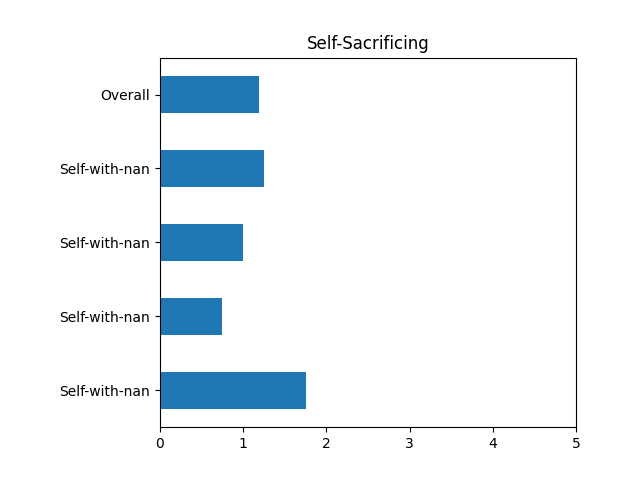 Self-Sacrificing
Overall
Self-with-nan
Self-with-nan
Self-with-nan
Self-with-nan
0 1 2 3 4 5